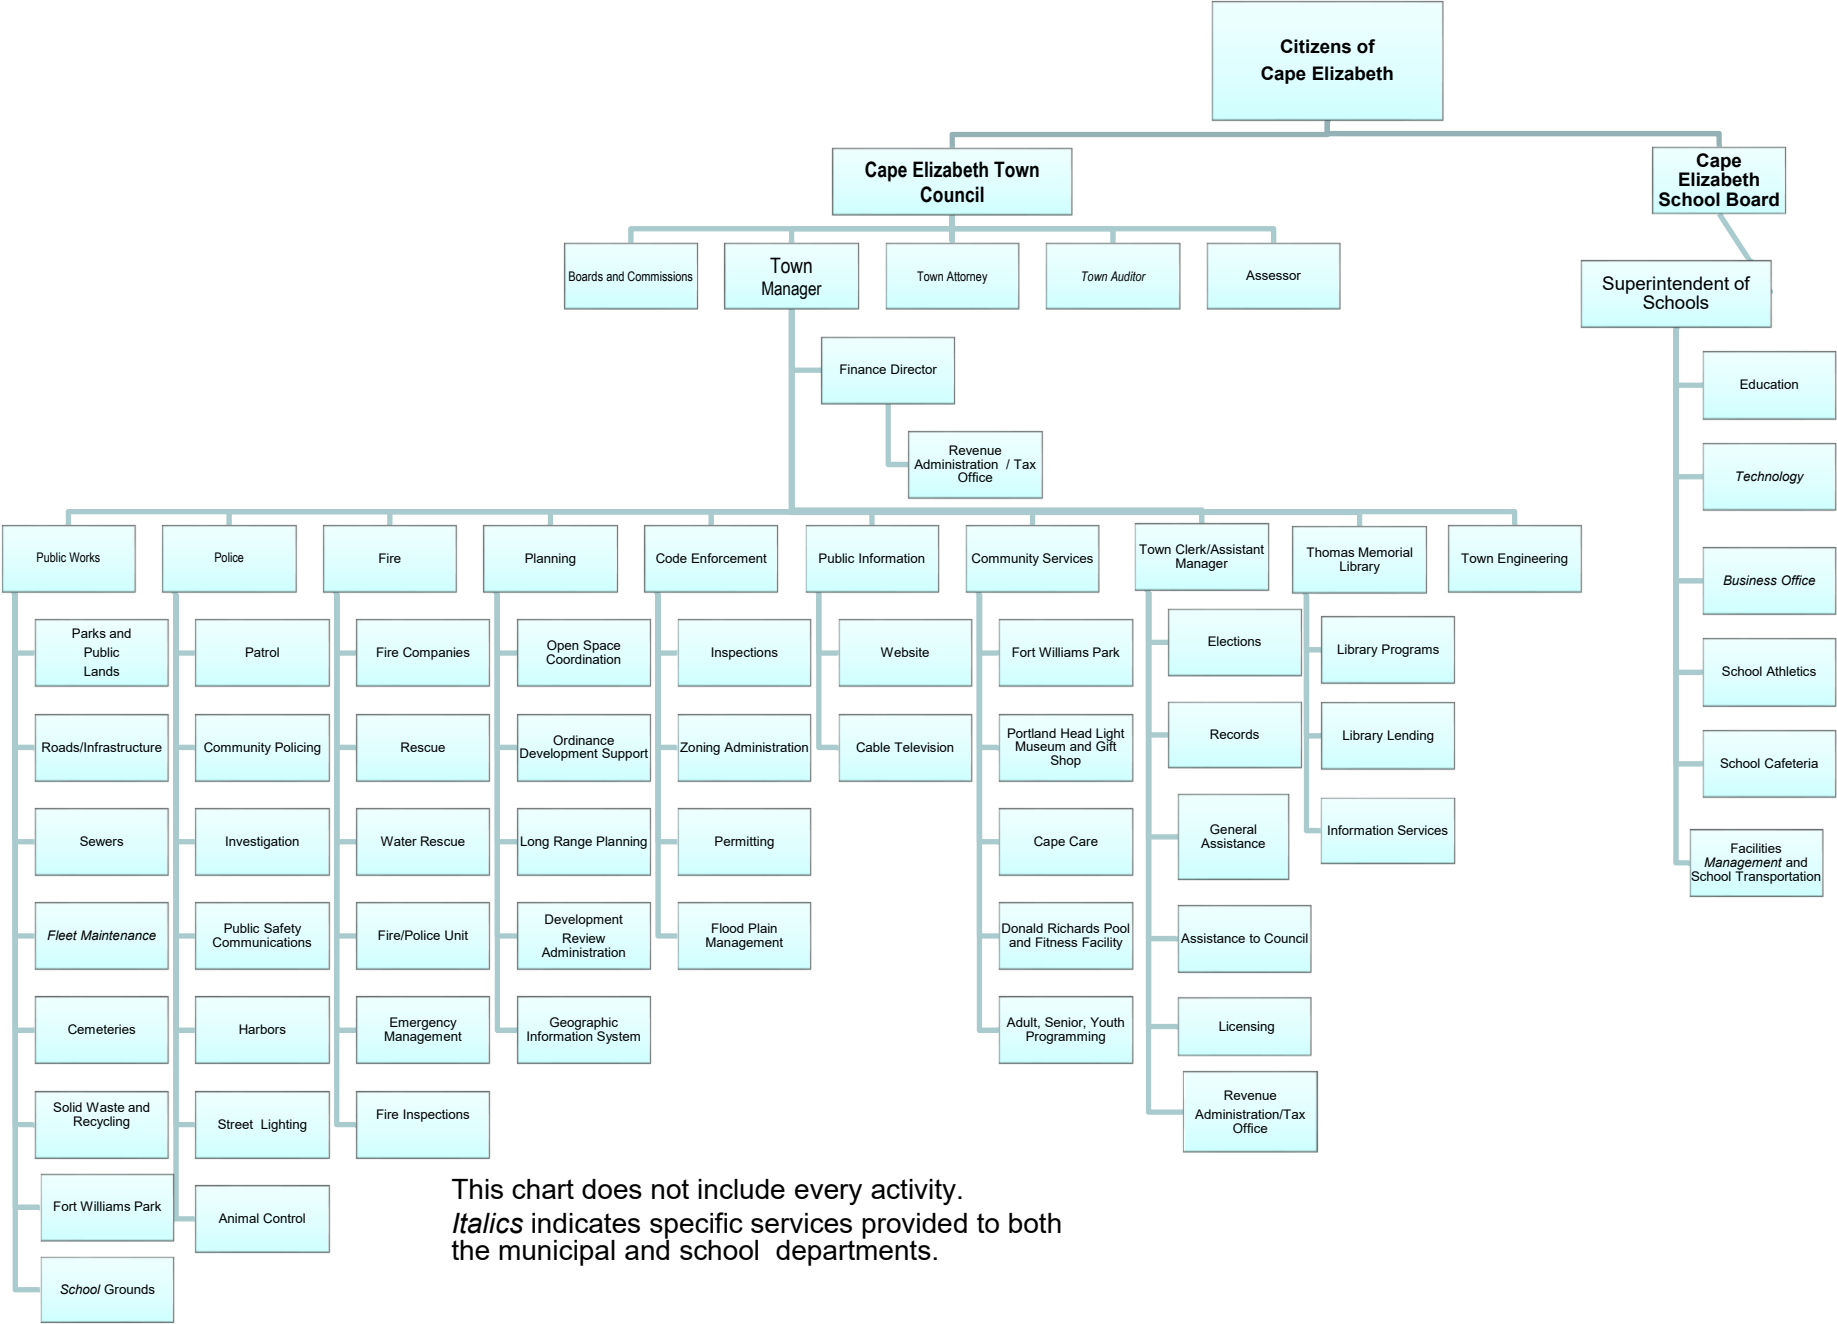 Citizens of
Cape Elizabeth
Cape Elizabeth Town
Council
Cape
Elizabeth
School Board
Boards and Commissions
Town
Manager
Town Attorney
Town Auditor
Assessor
Superintendent of
Schools
Finance Director
Revenue
Administration / Tax
Office
Education
Technology
Business Office
School Athletics
School Cafeteria
Facilities
Management and
School Transportation
Public Works
Police
Fire
Planning
Code Enforcement
Public Information
Community Services
Town Clerk/Assistant
Manager
Thomas Memorial
Library
Town Engineering
Parks and
Public
Lands
Roads/Infrastructure
Sewers
Fleet Maintenance
Cemeteries
Solid Waste and
Recycling
Fort Williams Park
School Grounds
Patrol
Community Policing
Investigation
Public Safety
Communications
Harbors
Street Lighting
Animal Control
Fire Companies
Rescue
Water Rescue
Fire/Police Unit
Emergency
Management
Fire Inspections
Open Space
Coordination
Ordinance
Development Support
Long Range Planning
Development
Review
Administration
Geographic
Information System
Inspections
Zoning Administration
Permitting
Flood Plain
Management
Website
Cable Television
Fort Williams Park
Portland Head Light
Museum and Gift
Shop
Cape Care
Donald Richards Pool
and Fitness Facility
Adult, Senior, Youth
Programming
Elections
Records
General
Assistance
Assistance to Council
Licensing
Revenue
Administration/Tax
Office
Library Programs
Library Lending
Information Services
This chart does not include every activity.
Italics indicates specific services provided to both
the municipal and school departments.